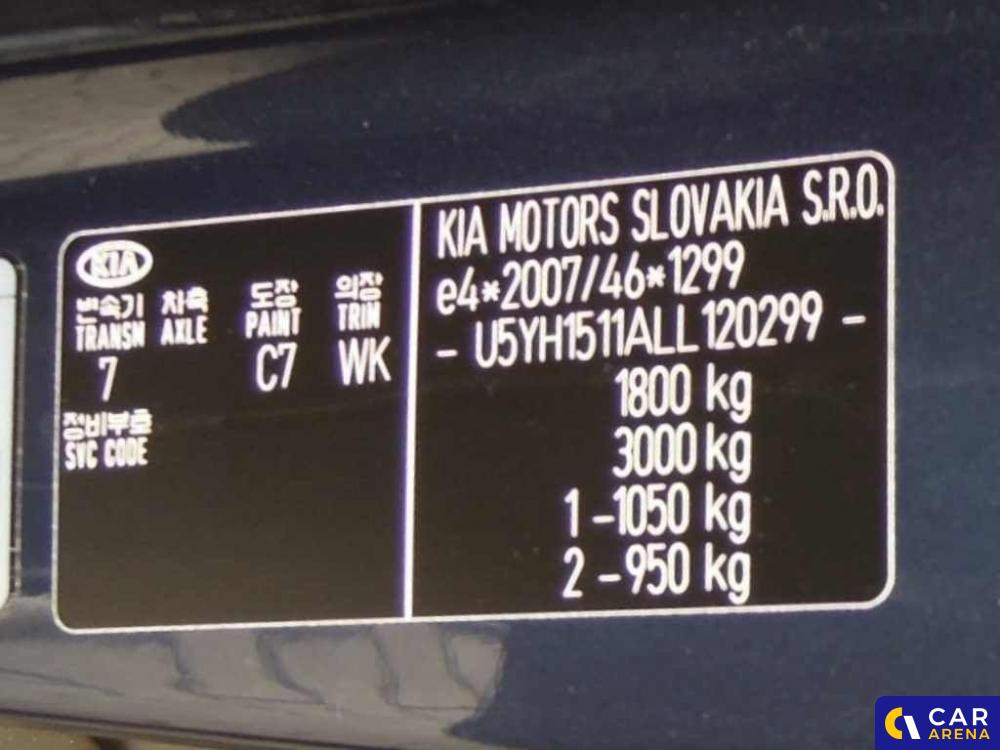 KIA
변속기 차축 도장 의장
TRANSM AXLE PAINT TRIM
7 C7 WK
정비부호
SVC CODE
KIA MOTORS SLOVAKIA S.R.O.
e4*2007/46*1299
- U5YH1511ALL120299 -
1800 kg
3000 kg
1 -1050 kg
2 -950 kg
CAR
ARENA